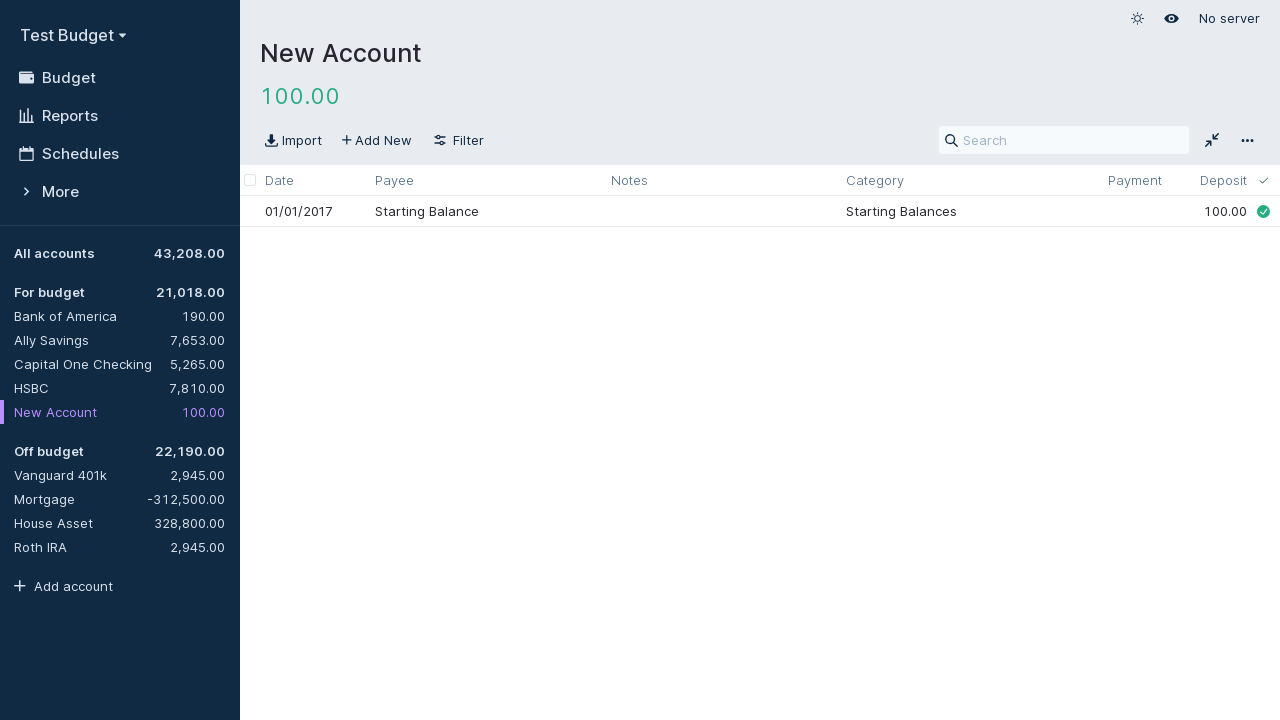 Test Budget
Budget
Reports
Schedules
More
All accounts 43,208.00
For budget 21,018.00
Bank of America 190.00
Ally Savings 7,653.00
Capital One Checking 5,265.00
HSBC 7,810.00
New Account 100.00
Off budget 22,190.00
Vanguard 401k 2,945.00
Mortgage -312,500.00
House Asset 328,800.00
Roth IRA 2,945.00
Add account
No server
New Account
100.00
Import Add New Filter Search
Date Payee Notes Category Payment Deposit
01/01/2017 Starting Balance Starting Balances 100.00